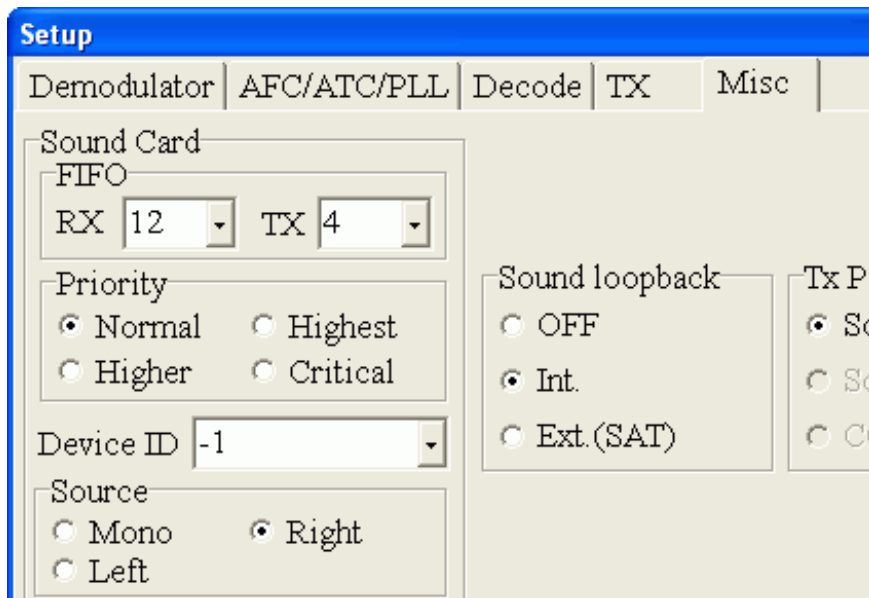 Setup
Demodulator AFC/ATC/PLL Decode TX Misc
Sound Card
FIFO
RX 12 TX 4
Priority
Normal Highest
Higher Critical
Device ID -1
Source
Mono Right
Left
Sound loopback
OFF
Int.
Ext.(SAT)
Tx P